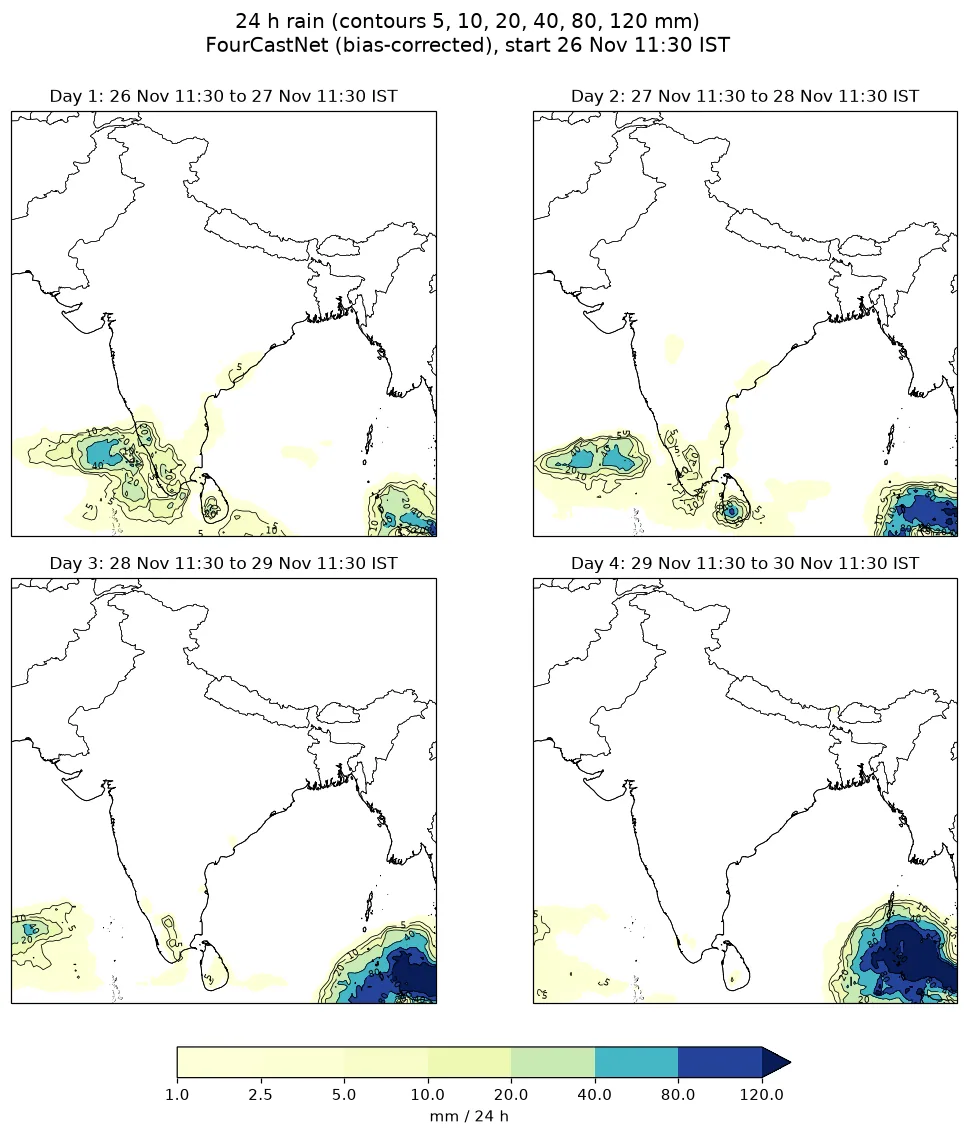 24 h rain (contours 5, 10, 20, 40, 80, 120 mm)
FourCastNet (bias-corrected), start 26 Nov 11:30 IST
Day 1: 26 Nov 11:30 to 27 Nov 11:30 IST
Day 2: 27 Nov 11:30 to 28 Nov 11:30 IST
Day 3: 28 Nov 11:30 to 29 Nov 11:30 IST
Day 4: 29 Nov 11:30 to 30 Nov 11:30 IST
1.0 2.5 5.0 10.0 20.0 40.0 80.0 120.0
mm / 24 h